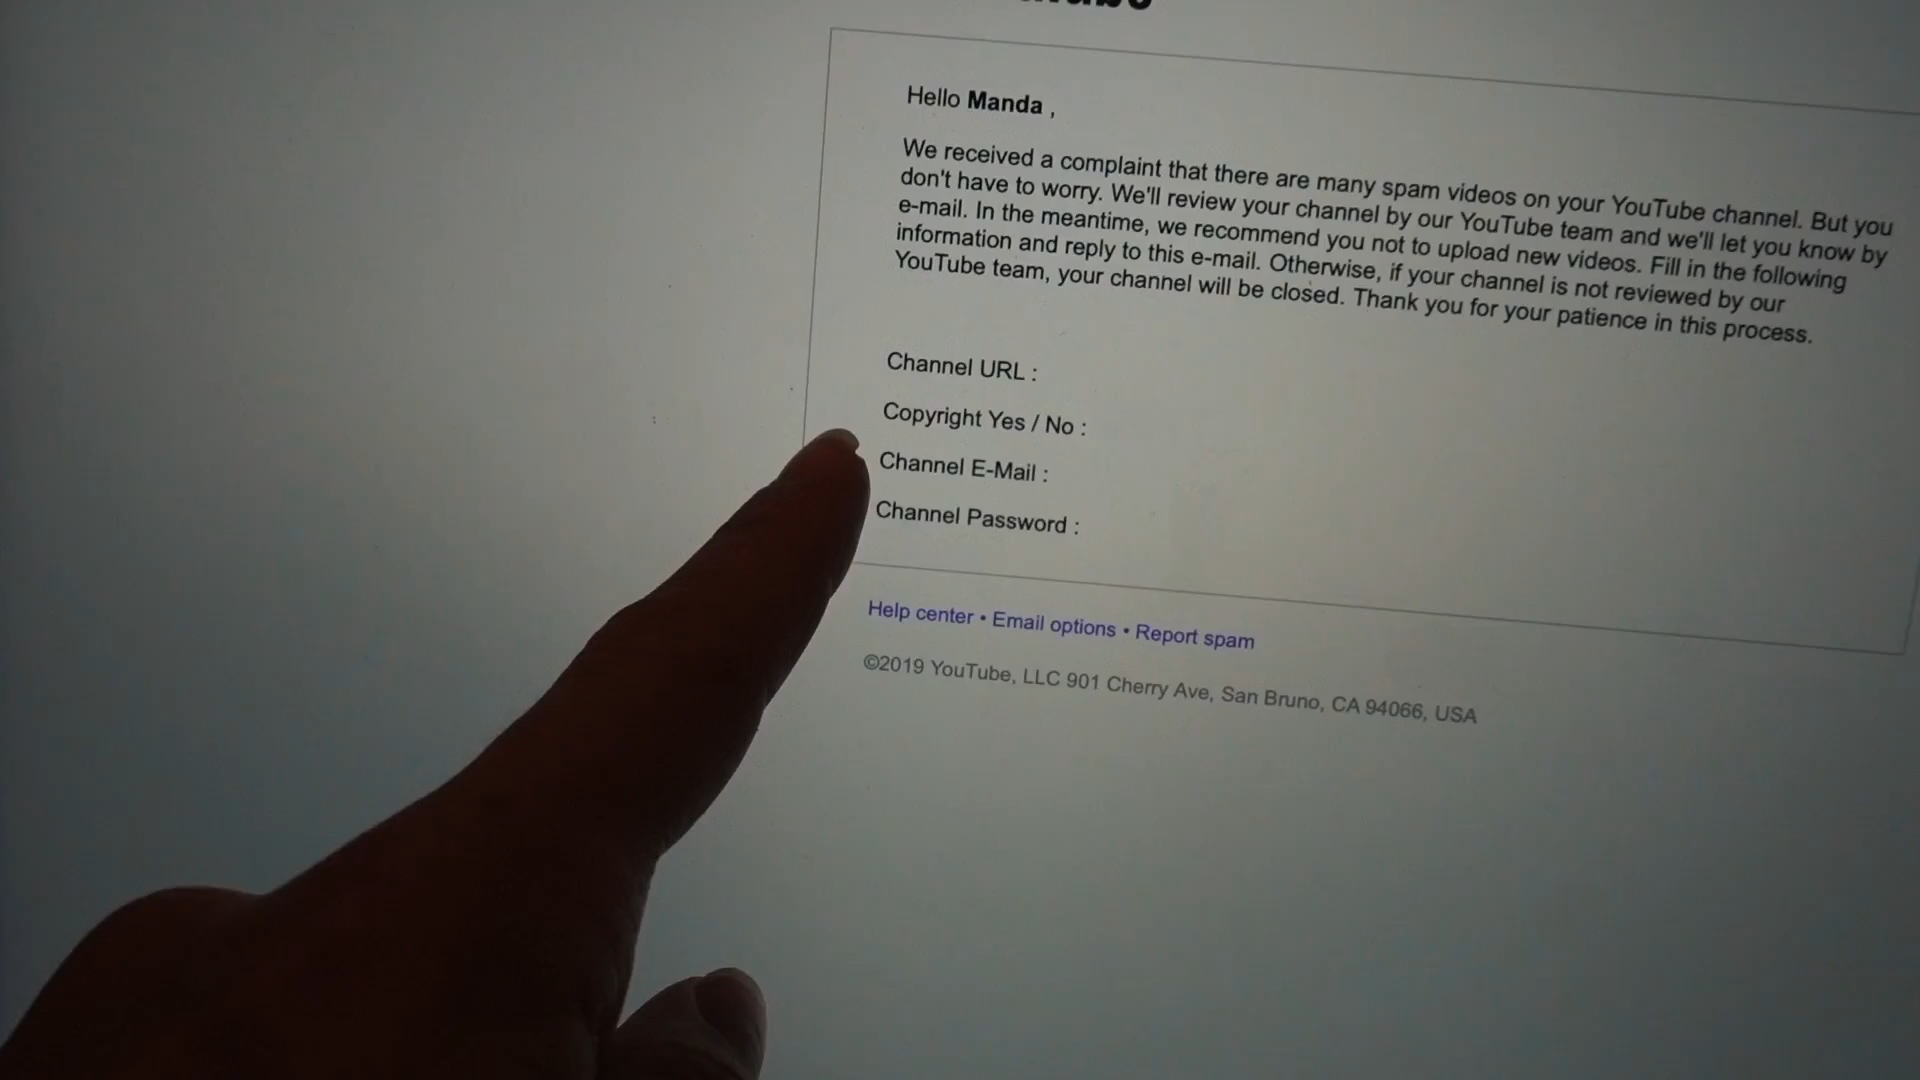 Hello Manda ,
We received a complaint that there are many spam videos on your YouTube channel. But you
don't have to worry. We'll review your channel by our YouTube team and we'll let you know by
e-mail. In the meantime, we recommend you not to upload new videos. Fill in the following
information and reply to this e-mail. Otherwise, if your channel is not reviewed by our
YouTube team, your channel will be closed. Thank you for your patience in this process.
Channel URL :
Copyright Yes / No :
Channel E-Mail :
Channel Password :
Help center • Email options • Report spam
©2019 YouTube, LLC 901 Cherry Ave, San Bruno, CA 94066, USA